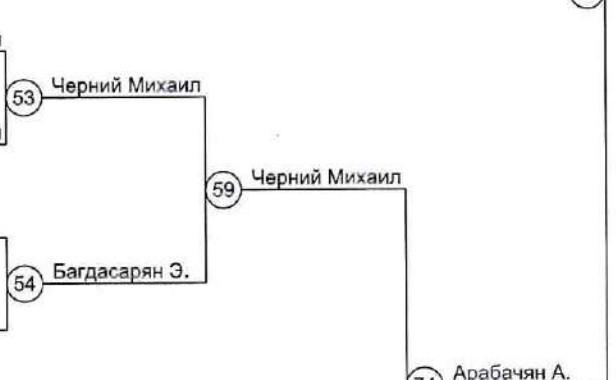 53 Черний Михаил
59 Черний Михаил
54 Багдасарян Э.
Арабачян А.